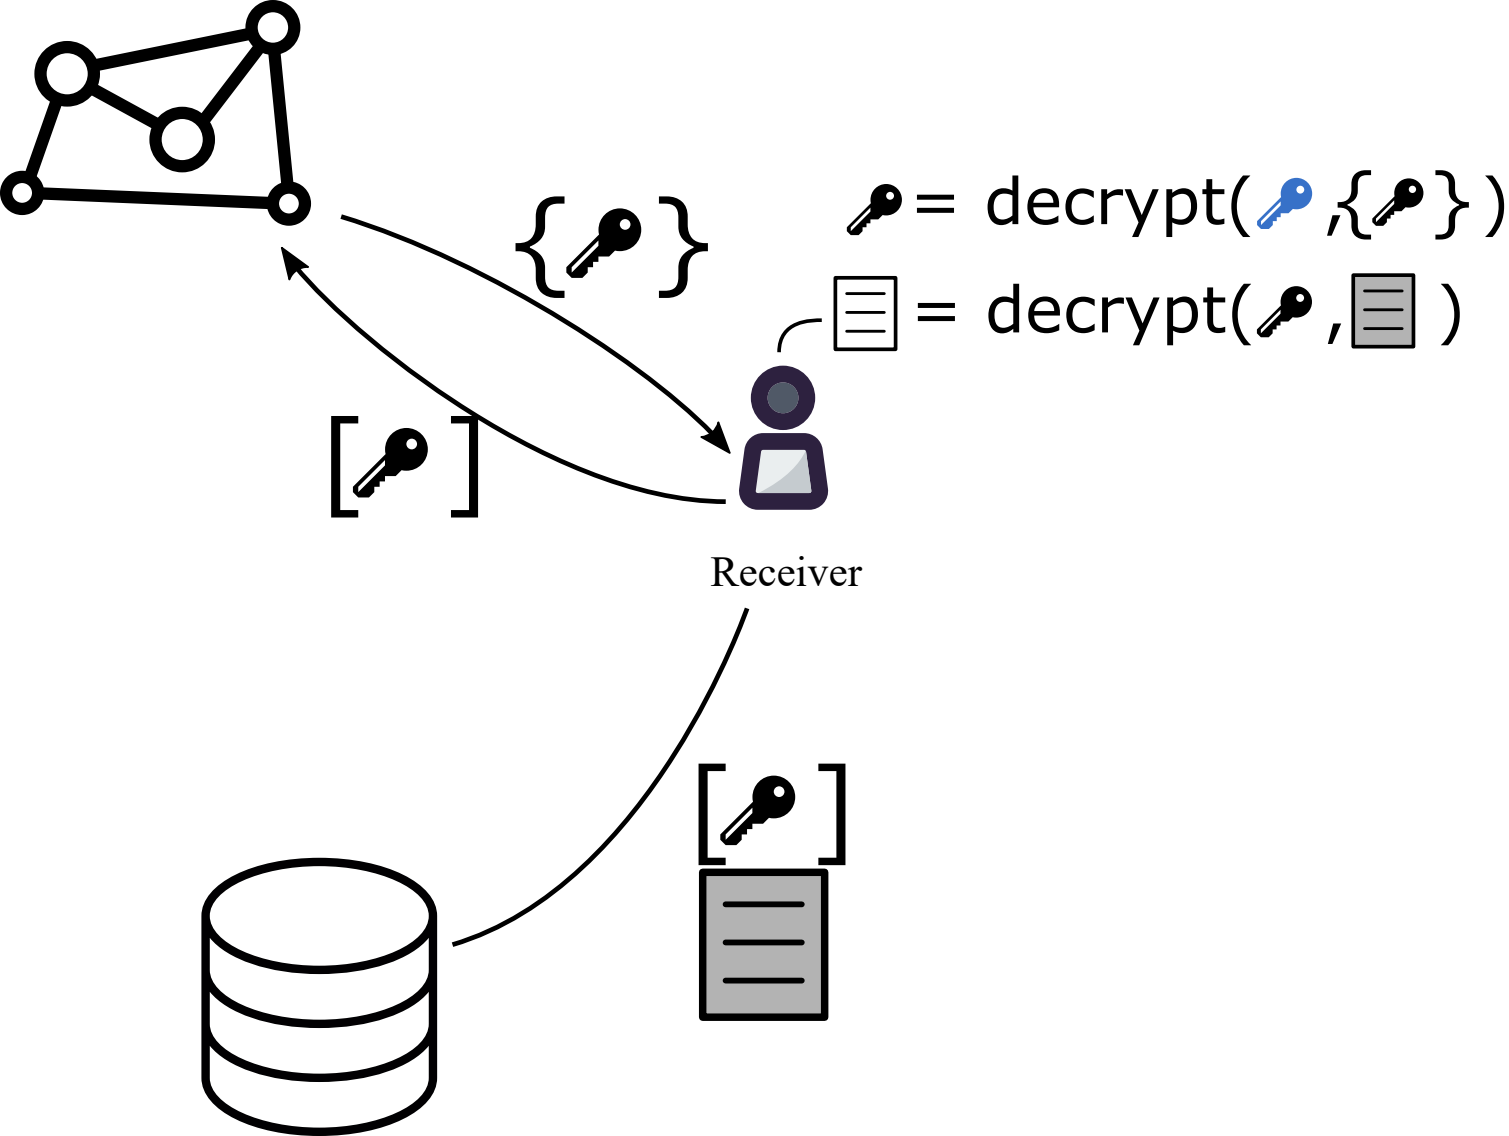 { }
= decrypt( ,{ } )
= decrypt( , )
[ ]
Receiver
[ ]